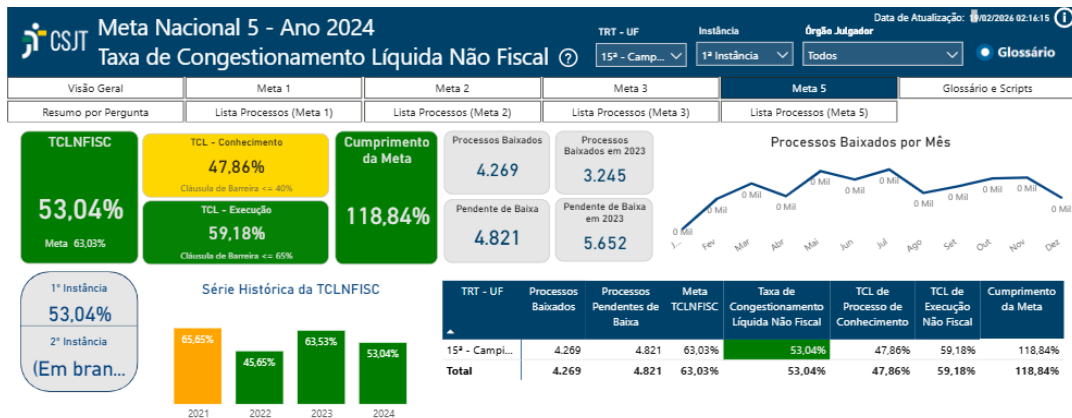 CSJT
Meta Nacional 5 - Ano 2024
Taxa de Congestionamento Líquida Não Fiscal
TRT - UF
15ª - Camp...
Instância
1ª Instância
Órgão Julgador
Todos
Data de Atualização: /02/2026 02:16:15
Glossário
Visão Geral
Meta 1
Meta 2
Meta 3
Meta 5
Glossário e Scripts
Resumo por Pergunta
Lista Processos (Meta 1)
Lista Processos (Meta 2)
Lista Processos (Meta 3)
Lista Processos (Meta 5)
TCLNFISC
53,04%
Meta 63,03%
TCL - Conhecimento
47,86%
Cláusula de Barreira <= 40%
TCL - Execução
59,18%
Cláusula de Barreira <= 65%
Cumprimento
da Meta
118,84%
Processos Baixados
4.269
Processos
Baixados em 2023
3.245
Pendente de Baixa
4.821
Pendente de Baixa
em 2023
5.652
Processos Baixados por Mês
0 Mil
0 Mil
0 Mil
0 Mil
0 Mil
0 Mil
0 Mil
0 Mil
0 Mil
0 Mil
0 Mil
0 Mil
J...
Fev
Mar
Abr
Mai
Jun
Jul
Ago
Set
Out
Nov
Dez
1ª Instância
53,04%
2ª Instância
(Em bran...
Série Histórica da TCLNFISC
65,65%
45,65%
63,53%
53,04%
2021
2022
2023
2024
TRT - UF
Processos
Baixados
Processos
Pendentes de
Baixa
Meta
TCLNFISC
Taxa de
Congestionamento
Líquida Não Fiscal
TCL de
Processo de
Conhecimento
TCL de
Execução
Não Fiscal
Cumprimento
da Meta
15ª - Campi... 4.269 4.821 63,03% 53,04% 47,86% 59,18% 118,84%
Total 4.269 4.821 63,03% 53,04% 47,86% 59,18% 118,84%